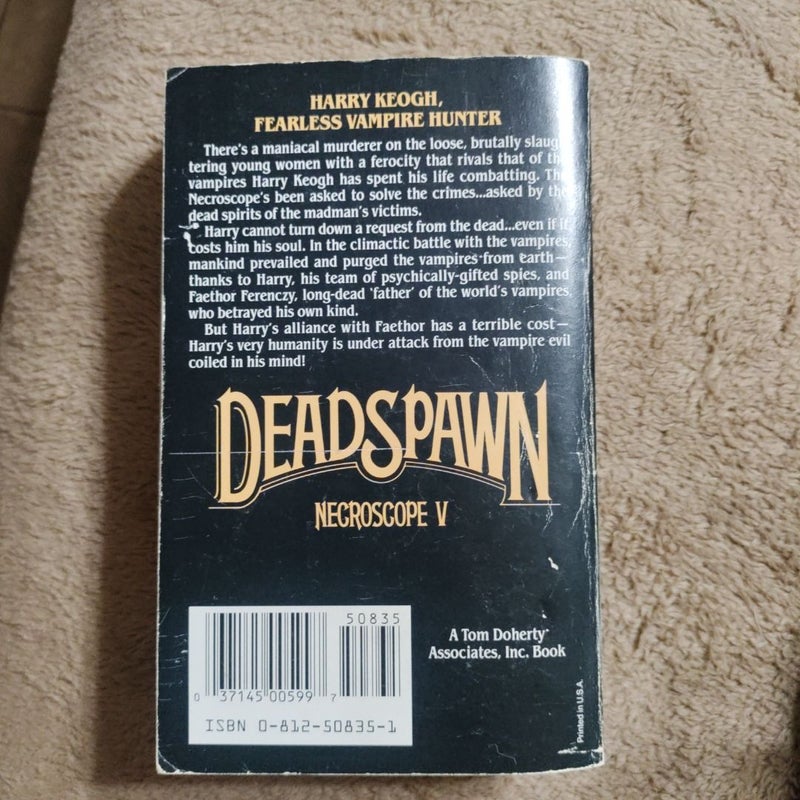 HARRY KEOGH,
FEARLESS VAMPIRE HUNTER
There's a maniacal murderer on the loose, brutally slaugh-
tering young women with a ferocity that rivals that of the
vampires Harry Keogh has spent his life combatting. The
Necroscope's been asked to solve the crimes...asked by the
dead spirits of the madman's victims.
Harry cannot turn down a request from the dead...even if it
costs him his soul. In the climactic battle with the vampires,
mankind prevailed and purged the vampires from earth—
thanks to Harry, his team of psychically-gifted spies, and
Faethor Ferenczy, long-dead 'father' of the world's vampires,
who betrayed his own kind.
But Harry's alliance with Faethor has a terrible cost—
Harry's very humanity is under attack from the vampire evil
coiled in his mind!
DEADSPAWN
NECROSCOPE V
50835
0 37145 00599 7
ISBN 0-812-50835-1
A Tom Doherty
Associates, Inc. Book
Printed in U.S.A.